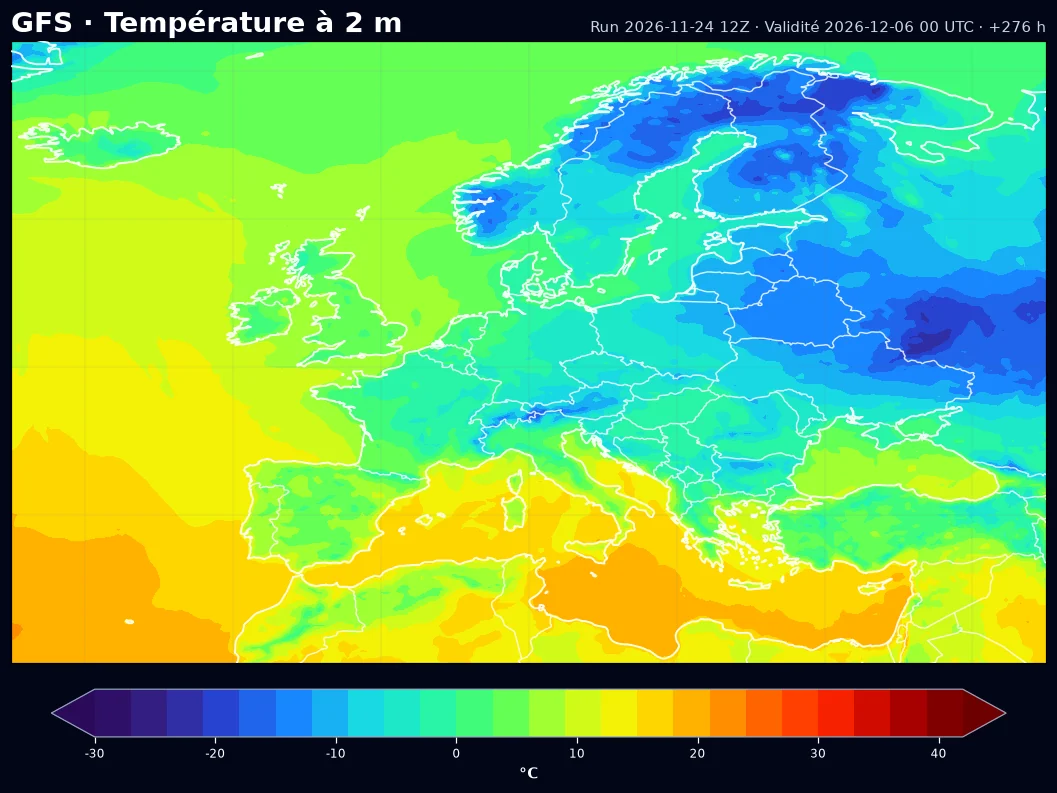 GFS · Température à 2 m
Run 2026-11-24 12Z · Validité 2026-12-06 00 UTC · +276 h
-30 -20 -10 0 10 20 30 40
°C